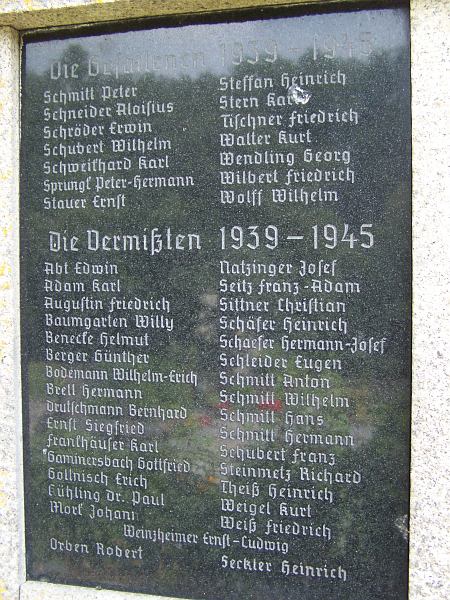 Die Gefallenen 1939 - 1945
Schmitt Peter
Schneider Aloisius
Schröder Erwin
Schubert Wilhelm
Schweikhard Karl
Sprungk Peter-Hermann
Stauer Ernst
Steffan Heinrich
Stern Karl
Tischner Friedrich
Walter Kurt
Wendling Georg
Wilbert Friedrich
Wolff Wilhelm
Die Vermißten 1939 - 1945
Abt Edwin
Adam Karl
Augustin Friedrich
Baumgarten Willy
Benecke Helmut
Berger Günther
Bodemann Wilhelm-Erich
Brell Hermann
Drutschmann Bernhard
Ernst Siegfried
Frankhäuser Karl
Gaminersbach Gottfried
Göllnisch Erich
Kühling Dr. Paul
Mork Johann
Orben Robert
Natzinger Josef
Seitz Franz-Adam
Sittner Christian
Schäfer Heinrich
Schaefer Hermann-Josef
Schleider Eugen
Schmitt Anton
Schmitt Wilhelm
Schmitt Hans
Schmitt Hermann
Schubert Franz
Steinmetz Richard
Theiß Heinrich
Weigel Kurt
Weiß Friedrich
Weinzheimer Ernst-Ludwig
Seckler Heinrich